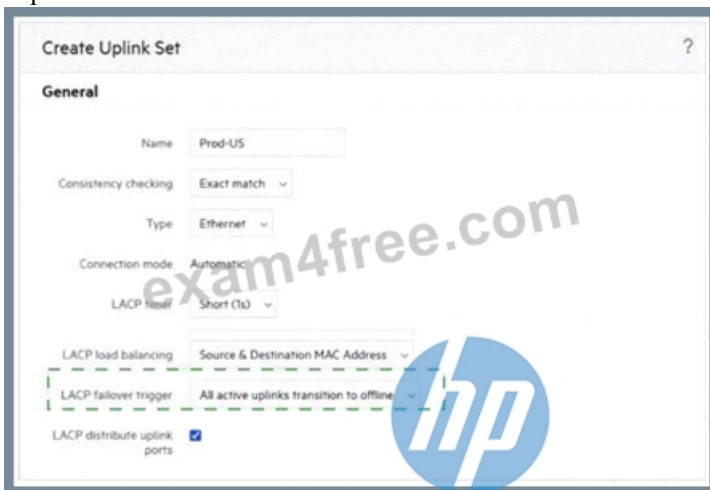 Create Uplink Set ?
General
Name Prod-US
Consistency checking Exact match
Type Ethernet
Connection mode Automatic
LACP timer Short (1s)
LACP load balancing Source & Destination MAC Address
LACP failover trigger All active uplinks transition to offline
LACP distribute uplink
ports
exam4free.com
hp